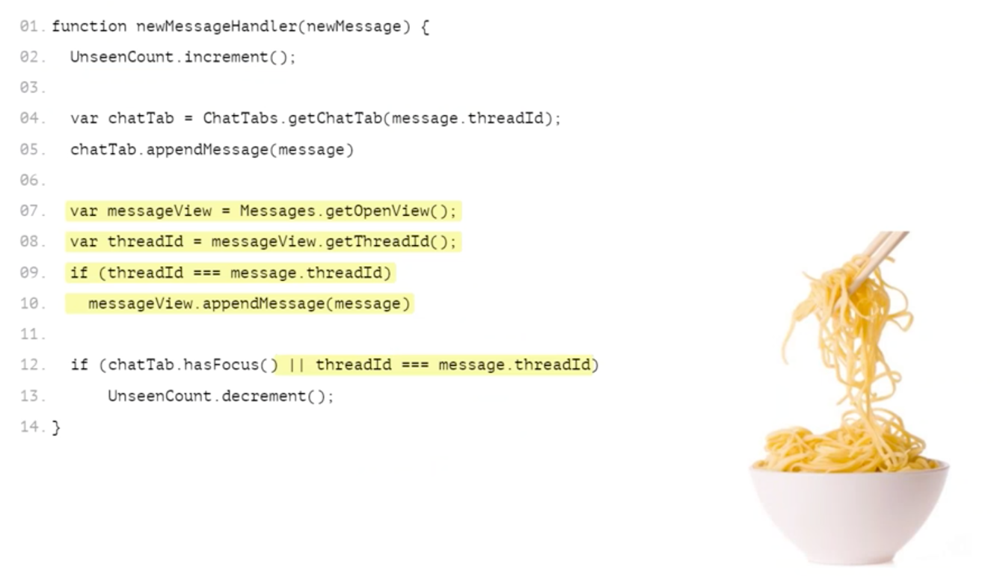 01. function newMessageHandler(newMessage) {
02.   UnseenCount.increment();
03.
04.   var chatTab = ChatTabs.getChatTab(message.threadId);
05.   chatTab.appendMessage(message)
06.
07.   var messageView = Messages.getOpenView();
08.   var threadId = messageView.getThreadId();
09.   if (threadId === message.threadId)
10.     messageView.appendMessage(message)
11.
12.   if (chatTab.hasFocus() || threadId === message.threadId)
13.       UnseenCount.decrement();
14. }